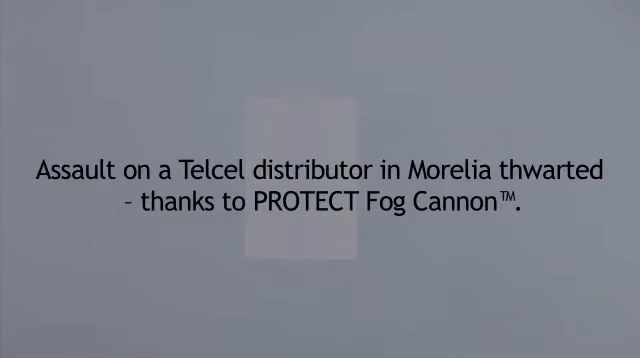 Assault on a Telcel distributor in Morelia thwarted
– thanks to PROTECT Fog Cannon™.